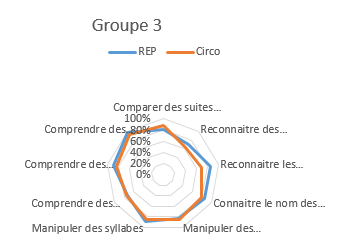 Groupe 3
REP Circo
Comparer des suites...
100%
80%
60%
40%
20%
0%
Reconnaitre des...
Reconnaitre les...
Connaitre le nom des...
Manipuler des...
Manipuler des syllabes
Comprendre des...
Comprendre des...
Comprendre des...